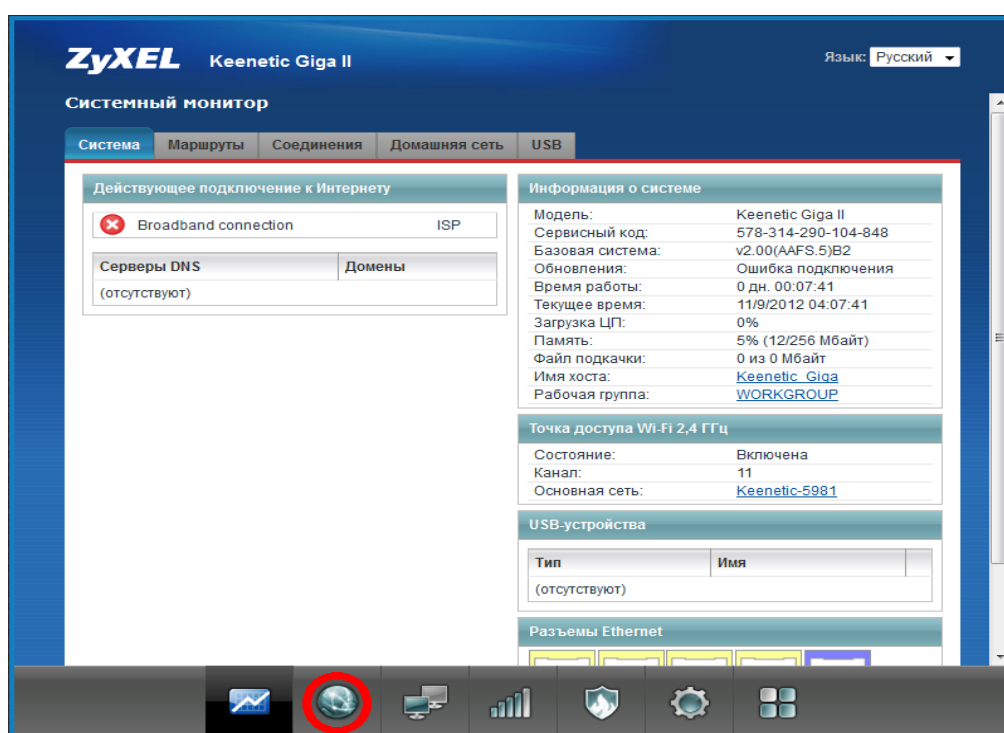 ZyXEL Keenetic Giga II
Язык: Русский
Системный монитор
Система Маршруты Соединения Домашняя сеть USB
Действующее подключение к Интернету
Broadband connection ISP
Серверы DNS Домены
(отсутствуют)
Информация о системе
Модель: Keenetic Giga II
Сервисный код: 578-314-290-104-848
Базовая система: v2.00(AAFS.5)B2
Обновления: Ошибка подключения
Время работы: 0 дн. 00:07:41
Текущее время: 11/9/2012 04:07:41
Загрузка ЦП: 0%
Память: 5% (12/256 Мбайт)
Файл подкачки: 0 из 0 Мбайт
Имя хоста: Keenetic_Giga
Рабочая группа: WORKGROUP
Точка доступа Wi-Fi 2,4 ГГц
Состояние: Включена
Канал: 11
Основная сеть: Keenetic-5981
USB-устройства
Тип Имя
(отсутствуют)
Разъемы Ethernet